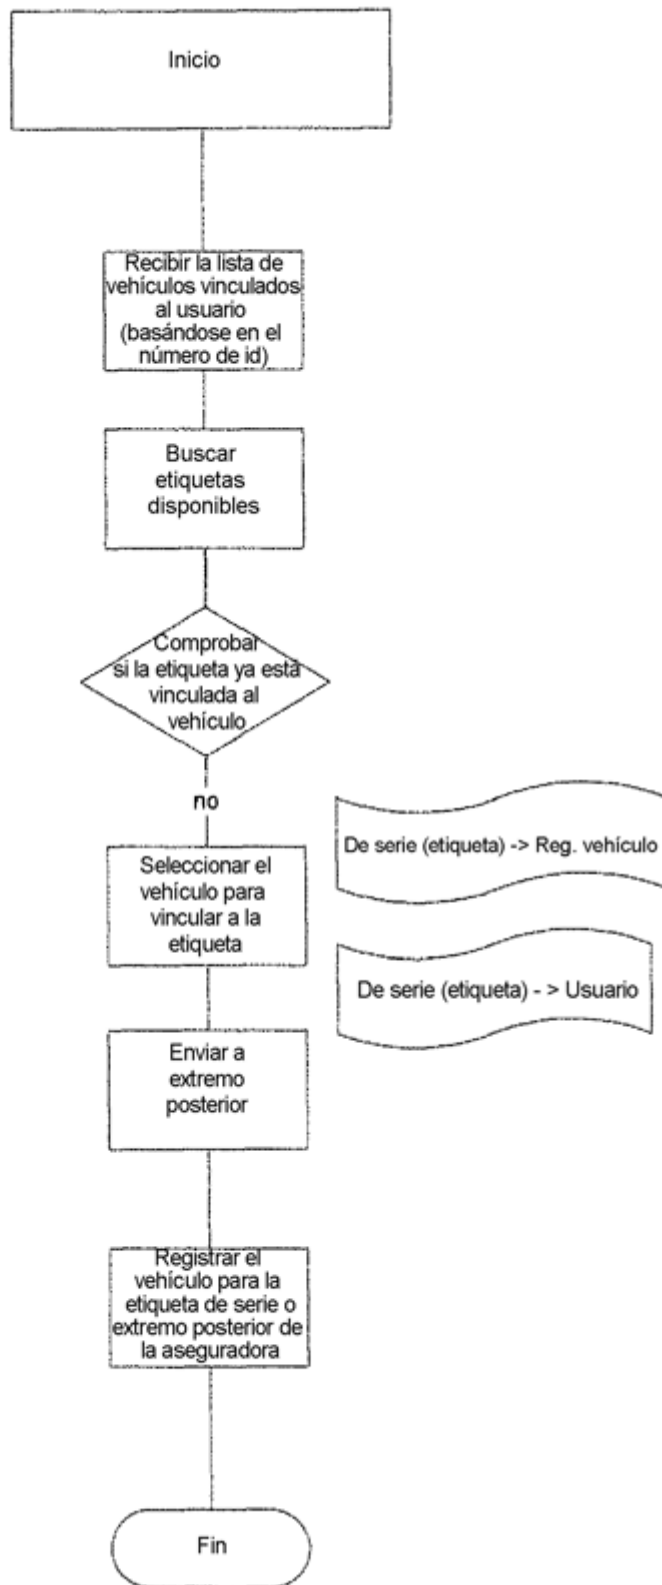 Inicio
Recibir la lista de
vehículos vinculados
al usuario
(basándose en el
número de id)
Buscar
etiquetas
disponibles
Comprobar
si la etiqueta ya está
vinculada al
vehículo
no
De serie (etiqueta) -> Reg. vehículo
Seleccionar el
vehículo para
vincular a la
etiqueta
De serie (etiqueta) - > Usuario
Enviar a
extremo
posterior
Registrar el
vehículo para la
etiqueta de serie o
extremo posterior de
la aseguradora
Fin